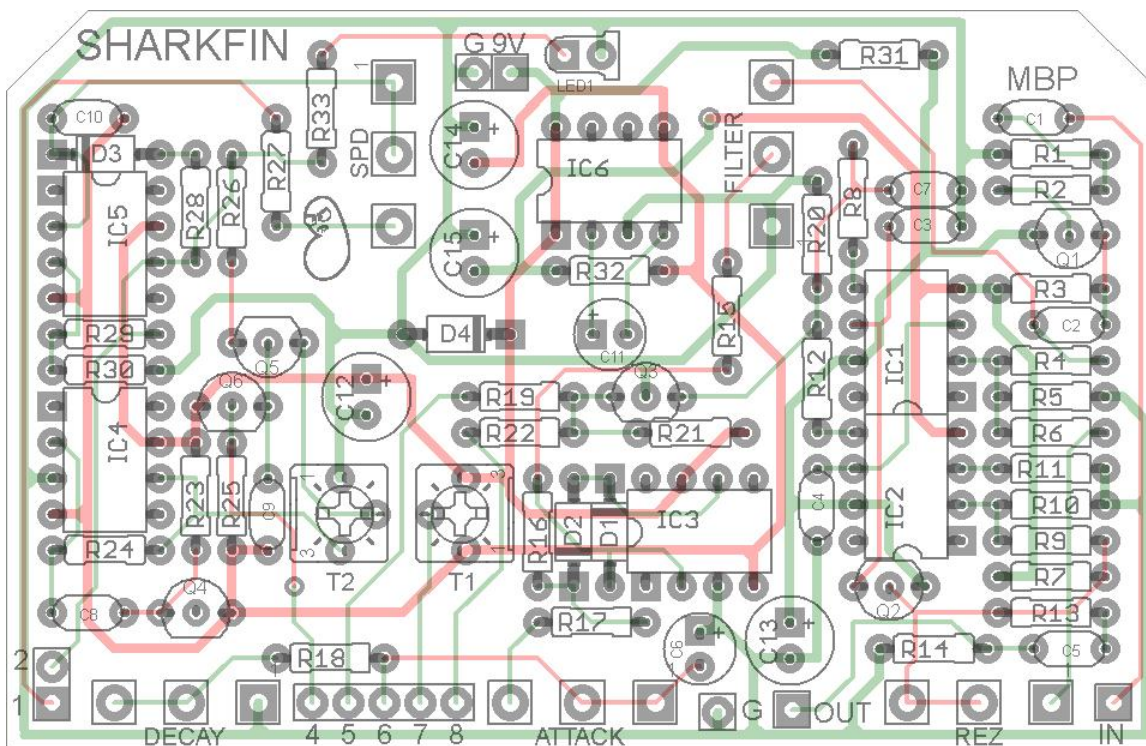 SHARKFIN
G 9V
LED1
R31
MBP
C10
R33
1
SPD
C14
FILTER
C1
D3
R27
IC6
R1
R28
R26
R8
C7
R2
IC5
C15
R20
C3
Q1
R32
R15
1
R3
R29
D4
C11
C2
R30
Q5
R12
IC1
R4
Q6
C12
R19
Q3
R5
IC4
R22
R21
R6
R23
R25
C9
1
3
C4
R11
R24
T2
3
T1
1
R16
D2
D1
IC3
IC2
R10
R9
R7
C8
Q4
R17
C6
C13
Q2
R13
2
R18
R14
C5
1
DECAY
4
5
6
7
8
ATTACK
G
OUT
REZ
IN